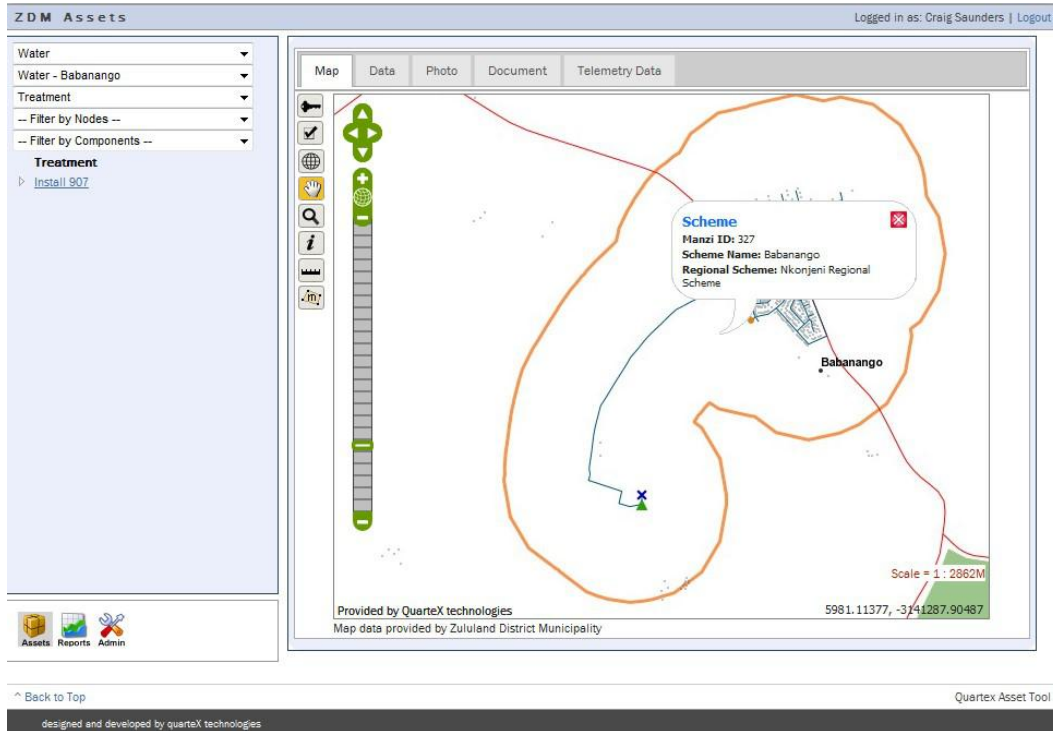 ZDM Assets
Logged in as: Craig Saunders | Logout
Water
Water - Babanango
Treatment
-- Filter by Nodes --
-- Filter by Components --
Treatment
Install 907
Map
Data
Photo
Document
Telemetry Data
Scheme
Manzi ID: 327
Scheme Name: Babanango
Regional Scheme: Nkonjeni Regional
Scheme
Babanango
Scale = 1 : 2862M
Provided by QuarteX technologies
5981.11377, -3141287.90487
Map data provided by Zululand District Municipality
Assets
Reports
Admin
^ Back to Top
Quartex Asset Tool
designed and developed by quarteX technologies